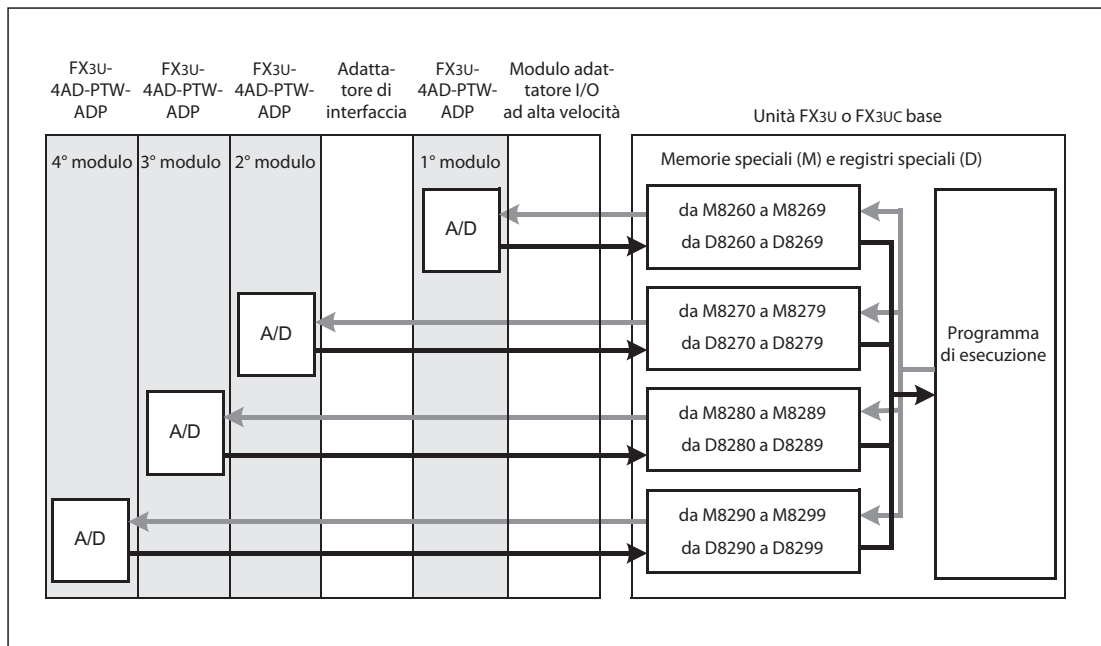 FX3U-
4AD-PTW-
ADP
FX3U-
4AD-PTW-
ADP
FX3U-
4AD-PTW-
ADP
Adatta-
tore di
interfaccia
FX3U-
4AD-PTW-
ADP
Modulo adat-
tatore I/O
ad alta velocità
Unità FX3U o FX3UC base
4° modulo
3° modulo
2° modulo
1° modulo
Memorie speciali (M) e registri speciali (D)
A/D
da M8260 a M8269
da D8260 a D8269
A/D
da M8270 a M8279
da D8270 a D8279
Programma
di esecuzione
A/D
da M8280 a M8289
da D8280 a D8289
A/D
da M8290 a M8299
da D8290 a D8299